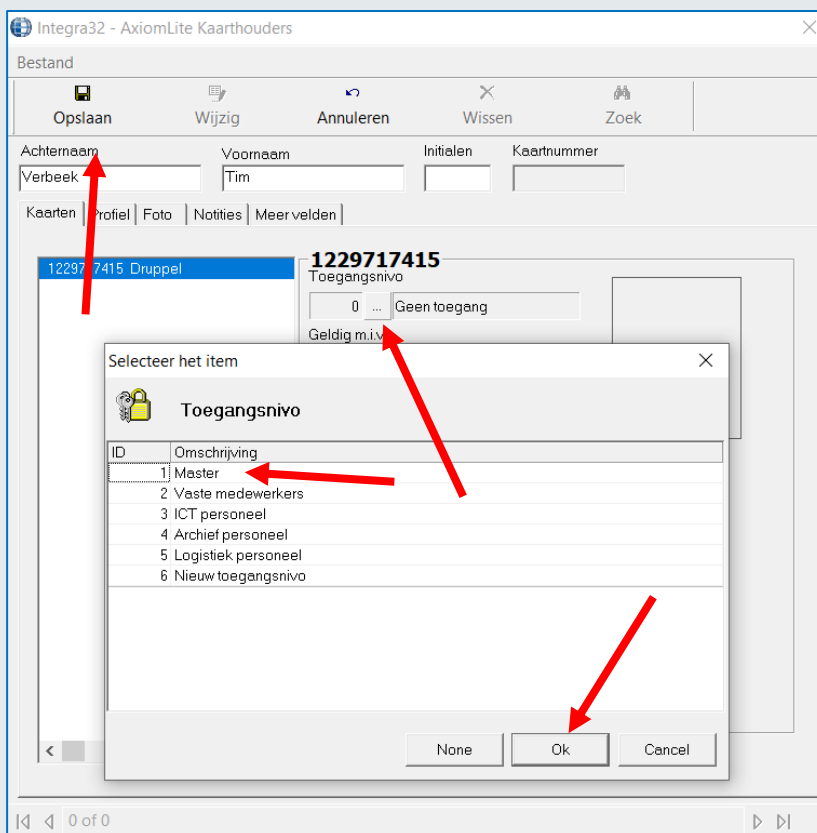 Integra32 - AxiomLite Kaarthouders
Bestand
Opslaan Wijzig Annuleren Wissen Zoek
Achternaam Voornaam Initialen Kaartnummer
Verbeek Tim
Kaarten Profiel Foto Notities Meer velden
1229717415 Druppel
1229717415
Toegangsnivo
0 ... Geen toegang
Geldig m.i.v
Selecteer het item
Toegangsnivo
ID Omschrijving
1 Master
2 Vaste medewerkers
3 ICT personeel
4 Archief personeel
5 Logistiek personeel
6 Nieuw toegangsnivo
None Ok Cancel
0 of 0